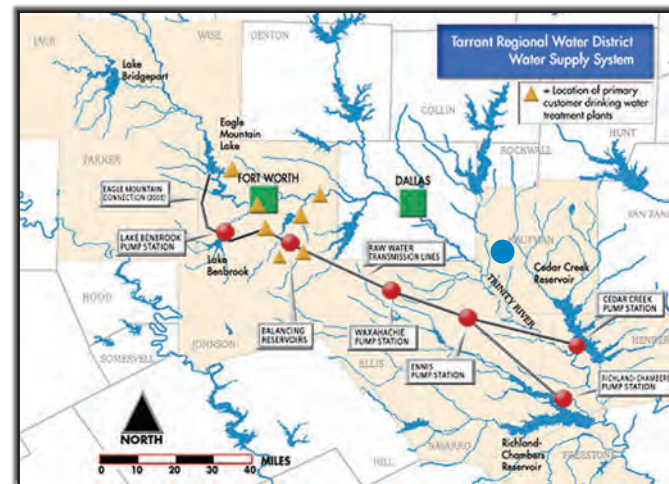 Tarrant Regional Water District
Water Supply System
= Location of primary
customer drinking water
treatment plants
JACK
WISE
DENTON
COLLIN
HUNT
ROCKWALL
Lake
Bridgeport
Eagle
Mountain
Lake
PARKER
FORT WORTH
DALLAS
EAGLE MOUNTAIN
CONNECTION (2008)
KAUFMAN
VAN ZANDT
LAKE BENBROOK
PUMP STATION
Lake
Benbrook
RAW WATER
TRANSMISSION LINES
TRINITY RIVER
Cedar Creek
Reservoir
CEDAR CREEK
PUMP STATION
HOOD
JOHNSON
BALANCING
RESERVOIRS
WAXAHACHIE
PUMP STATION
ENNIS
PUMP STATION
HENDER
SOMERVELL
ELLIS
RICHLAND-CHAMBERS
PUMP STATION
NORTH
0 10 20 30 40 MILES
HILL
NAVARRO
Richland-
Chambers
Reservoir
FREESTONE